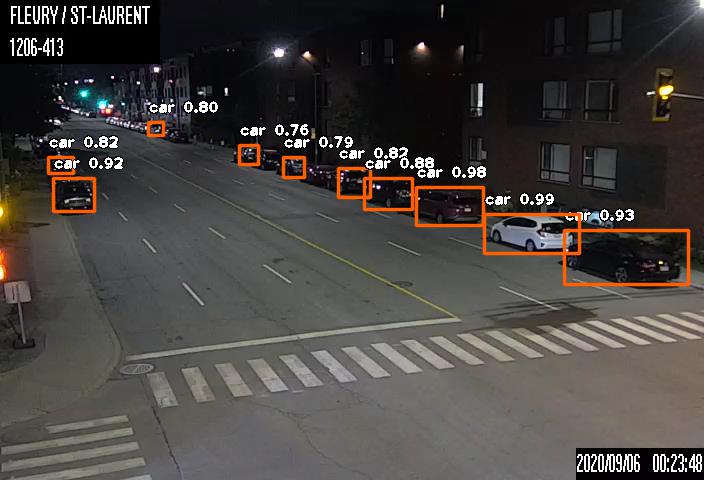 FLEURY / ST-LAURENT
1206-413
car 0.80
car 0.76
car 0.82
car 0.79
car 0.82
car 0.92
car 0.88
car 0.98
car 0.99
car 0.93
2020/09/06 00:23:48